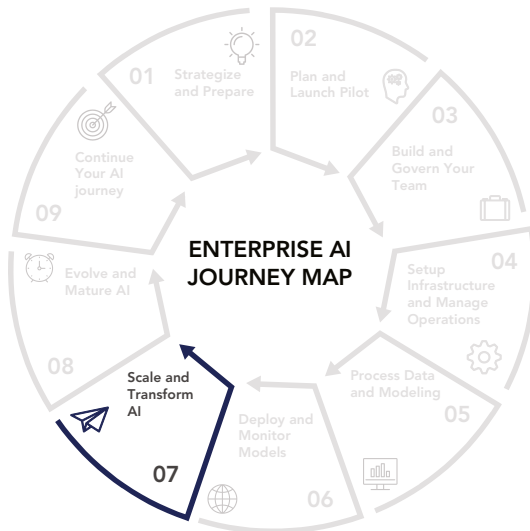 ENTERPRISE AI
JOURNEY MAP
01
Strategize
and Prepare
02
Plan and
Launch Pilot
03
Build and
Govern Your
Team
04
Setup
Infrastructure
and Manage
Operations
Process Data
and Modeling
05
Deploy and
Monitor
Models
06
Scale and
Transform
AI
07
Evolve and
Mature AI
08
Continue
Your AI
journey
09